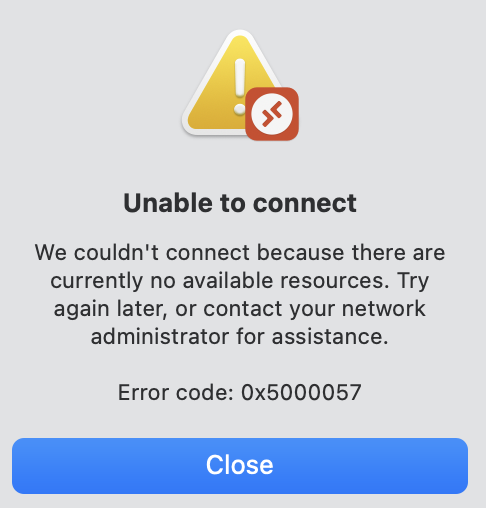 Unable to connect
We couldn't connect because there are
currently no available resources. Try
again later, or contact your network
administrator for assistance.
Error code: 0x5000057
Close